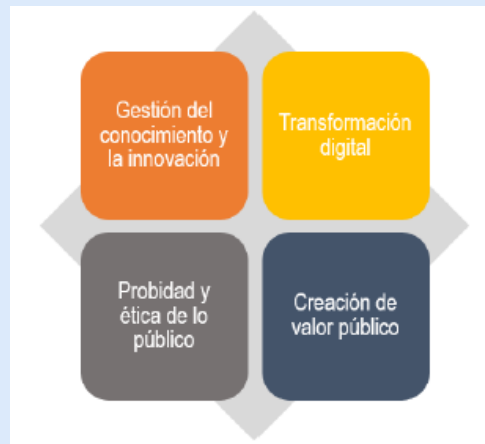 Gestión del
conocimiento y
la innovación
Transformación
digital
Probidad y
ética de lo
público
Creación de
valor público